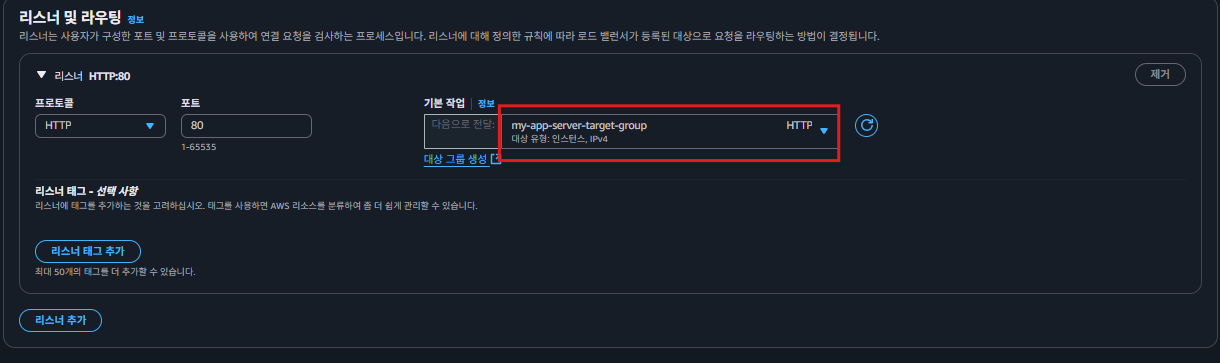 리스너 및 라우팅 정보
리스너는 사용자가 구성한 포트 및 프로토콜을 사용하여 연결 요청을 검사하는 프로세스입니다. 리스너에 대해 정의한 규칙에 따라 로드 밸런서가 등록된 대상으로 요청을 라우팅하는 방법이 결정됩니다.
▼ 리스너 HTTP:80
제거
프로토콜
포트
기본 작업 | 정보
HTTP
80
다음으로 전달:
my-app-server-target-group
HTTP
대상 유형: 인스턴스, IPv4
1-65535
대상 그룹 생성
리스너 태그 - 선택 사항
리스너에 태그를 추가하는 것을 고려하십시오. 태그를 사용하면 AWS 리소스를 분류하여 좀 더 쉽게 관리할 수 있습니다.
리스너 태그 추가
최대 50개의 태그를 더 추가할 수 있습니다.
리스너 추가